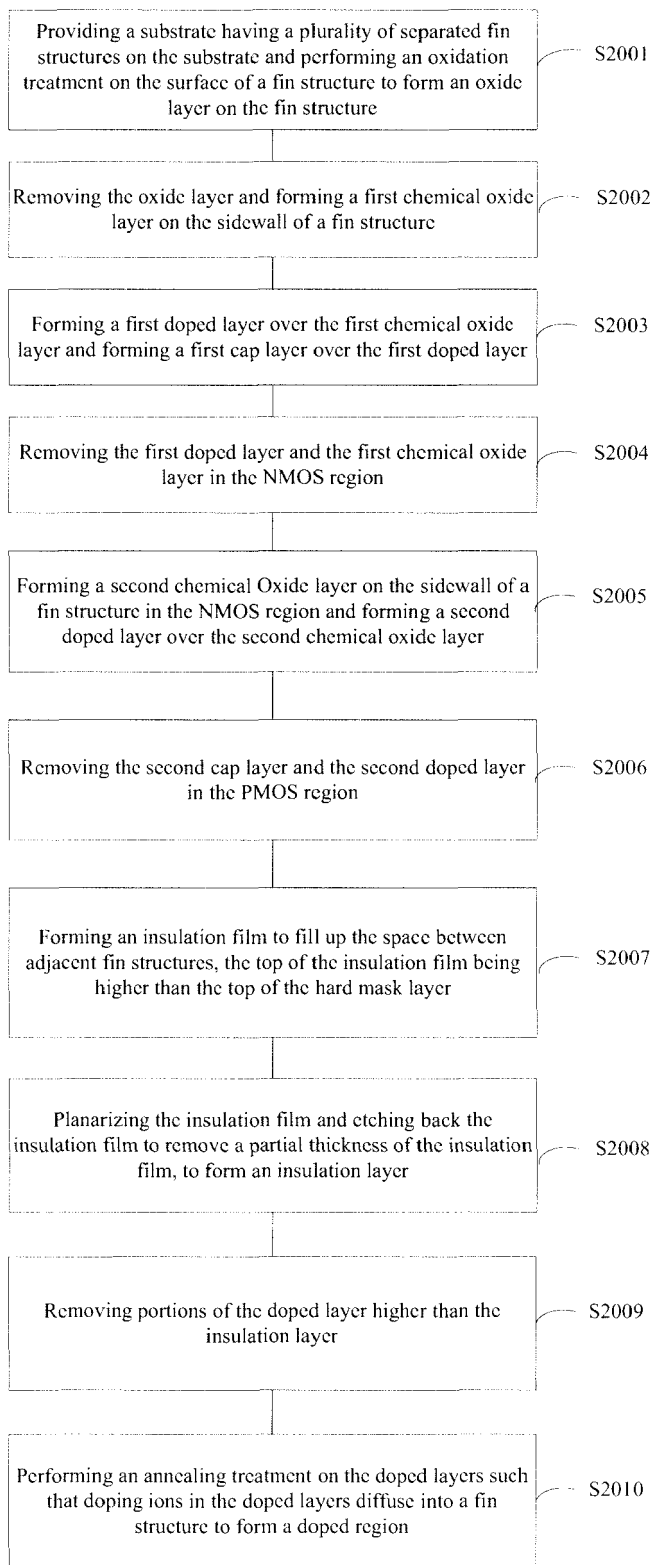 Providing a substrate having a plurality of separated fin
structures on the substrate and performing an oxidation
treatment on the surface of a fin structure to form an oxide
layer on the fin structure
S2001
Removing the oxide layer and forming a first chemical oxide
layer on the sidewall of a fin structure
S2002
Forming a first doped layer over the first chemical oxide
layer and forming a first cap layer over the first doped layer
S2003
Removing the first doped layer and the first chemical oxide
layer in the NMOS region
S2004
Forming a second chemical Oxide layer on the sidewall of a
fin structure in the NMOS region and forming a second
doped layer over the second chemical oxide layer
S2005
Removing the second cap layer and the second doped layer
in the PMOS region
S2006
Forming an insulation film to fill up the space between
adjacent fin structures, the top of the insulation film being
higher than the top of the hard mask layer
S2007
Planarizing the insulation film and etching back the
insulation film to remove a partial thickness of the insulation
film, to form an insulation layer
S2008
Removing portions of the doped layer higher than the
insulation layer
S2009
Performing an annealing treatment on the doped layers such
that doping ions in the doped layers diffuse into a fin
structure to form a doped region
S2010